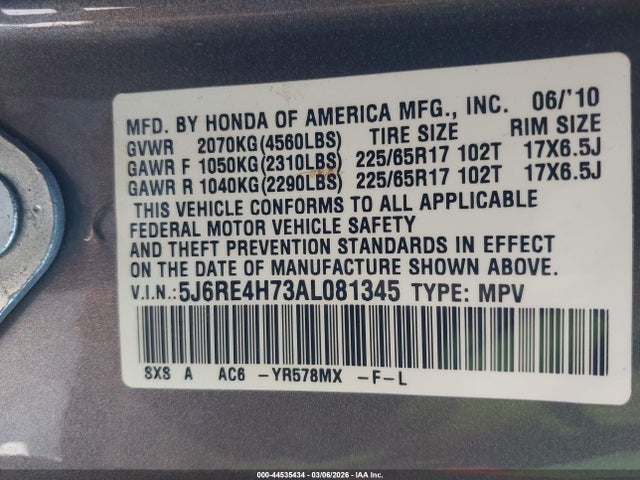 MFD. BY HONDA OF AMERICA MFG., INC. 06/'10
GVWR 2070KG(4560LBS) TIRE SIZE RIM SIZE
GAWR F 1050KG(2310LBS) 225/65R17 102T 17X6.5J
GAWR R 1040KG(2290LBS) 225/65R17 102T 17X6.5J
THIS VEHICLE CONFORMS TO ALL APPLICABLE
FEDERAL MOTOR VEHICLE SAFETY
AND THEFT PREVENTION STANDARDS IN EFFECT
ON THE DATE OF MANUFACTURE SHOWN ABOVE.
V.I.N.: 5J6RE4H73AL081345 TYPE: MPV
SXS A AC6 -YR578MX -F-L
000-44535434 | 03/06/2026 | IAA Inc.